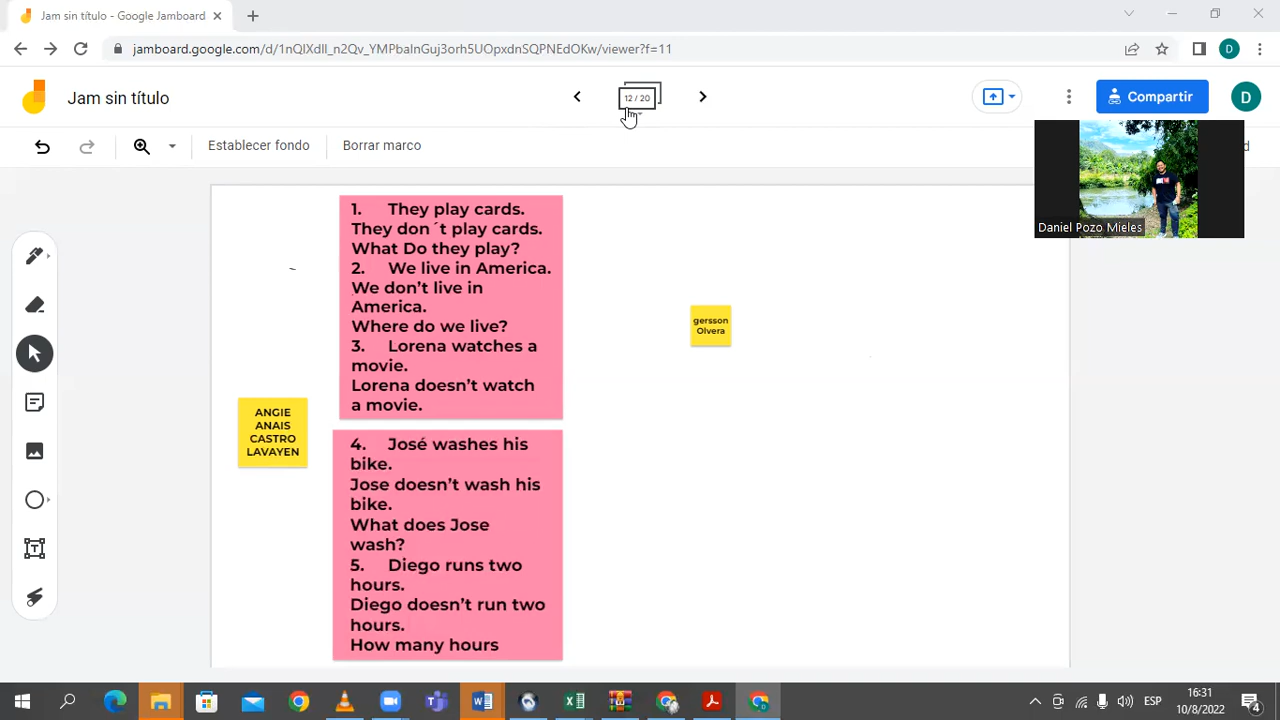 Jam sin título - Google Jamboard
jamboard.google.com/d/1nQlXdll_n2Qv_YMPbaInGuj3orh5UOpxdnSQPNEdOKw/viewer?f=11
D
Jam sin título
12 / 20
Compartir
D
Establecer fondo
Borrar marco
d
Daniel Pozo Mieles
1. They play cards.
They don´t play cards.
What Do they play?
2. We live in America.
We don’t live in
America.
Where do we live?
3. Lorena watches a
movie.
Lorena doesn’t watch
a movie.
gersson
Olvera
ANGIE
ANAIS
CASTRO
LAVAYEN
4. José washes his
bike.
Jose doesn’t wash his
bike.
What does Jose
wash?
5. Diego runs two
hours.
Diego doesn’t run two
hours.
How many hours
ESP
16:31
10/8/2022
4